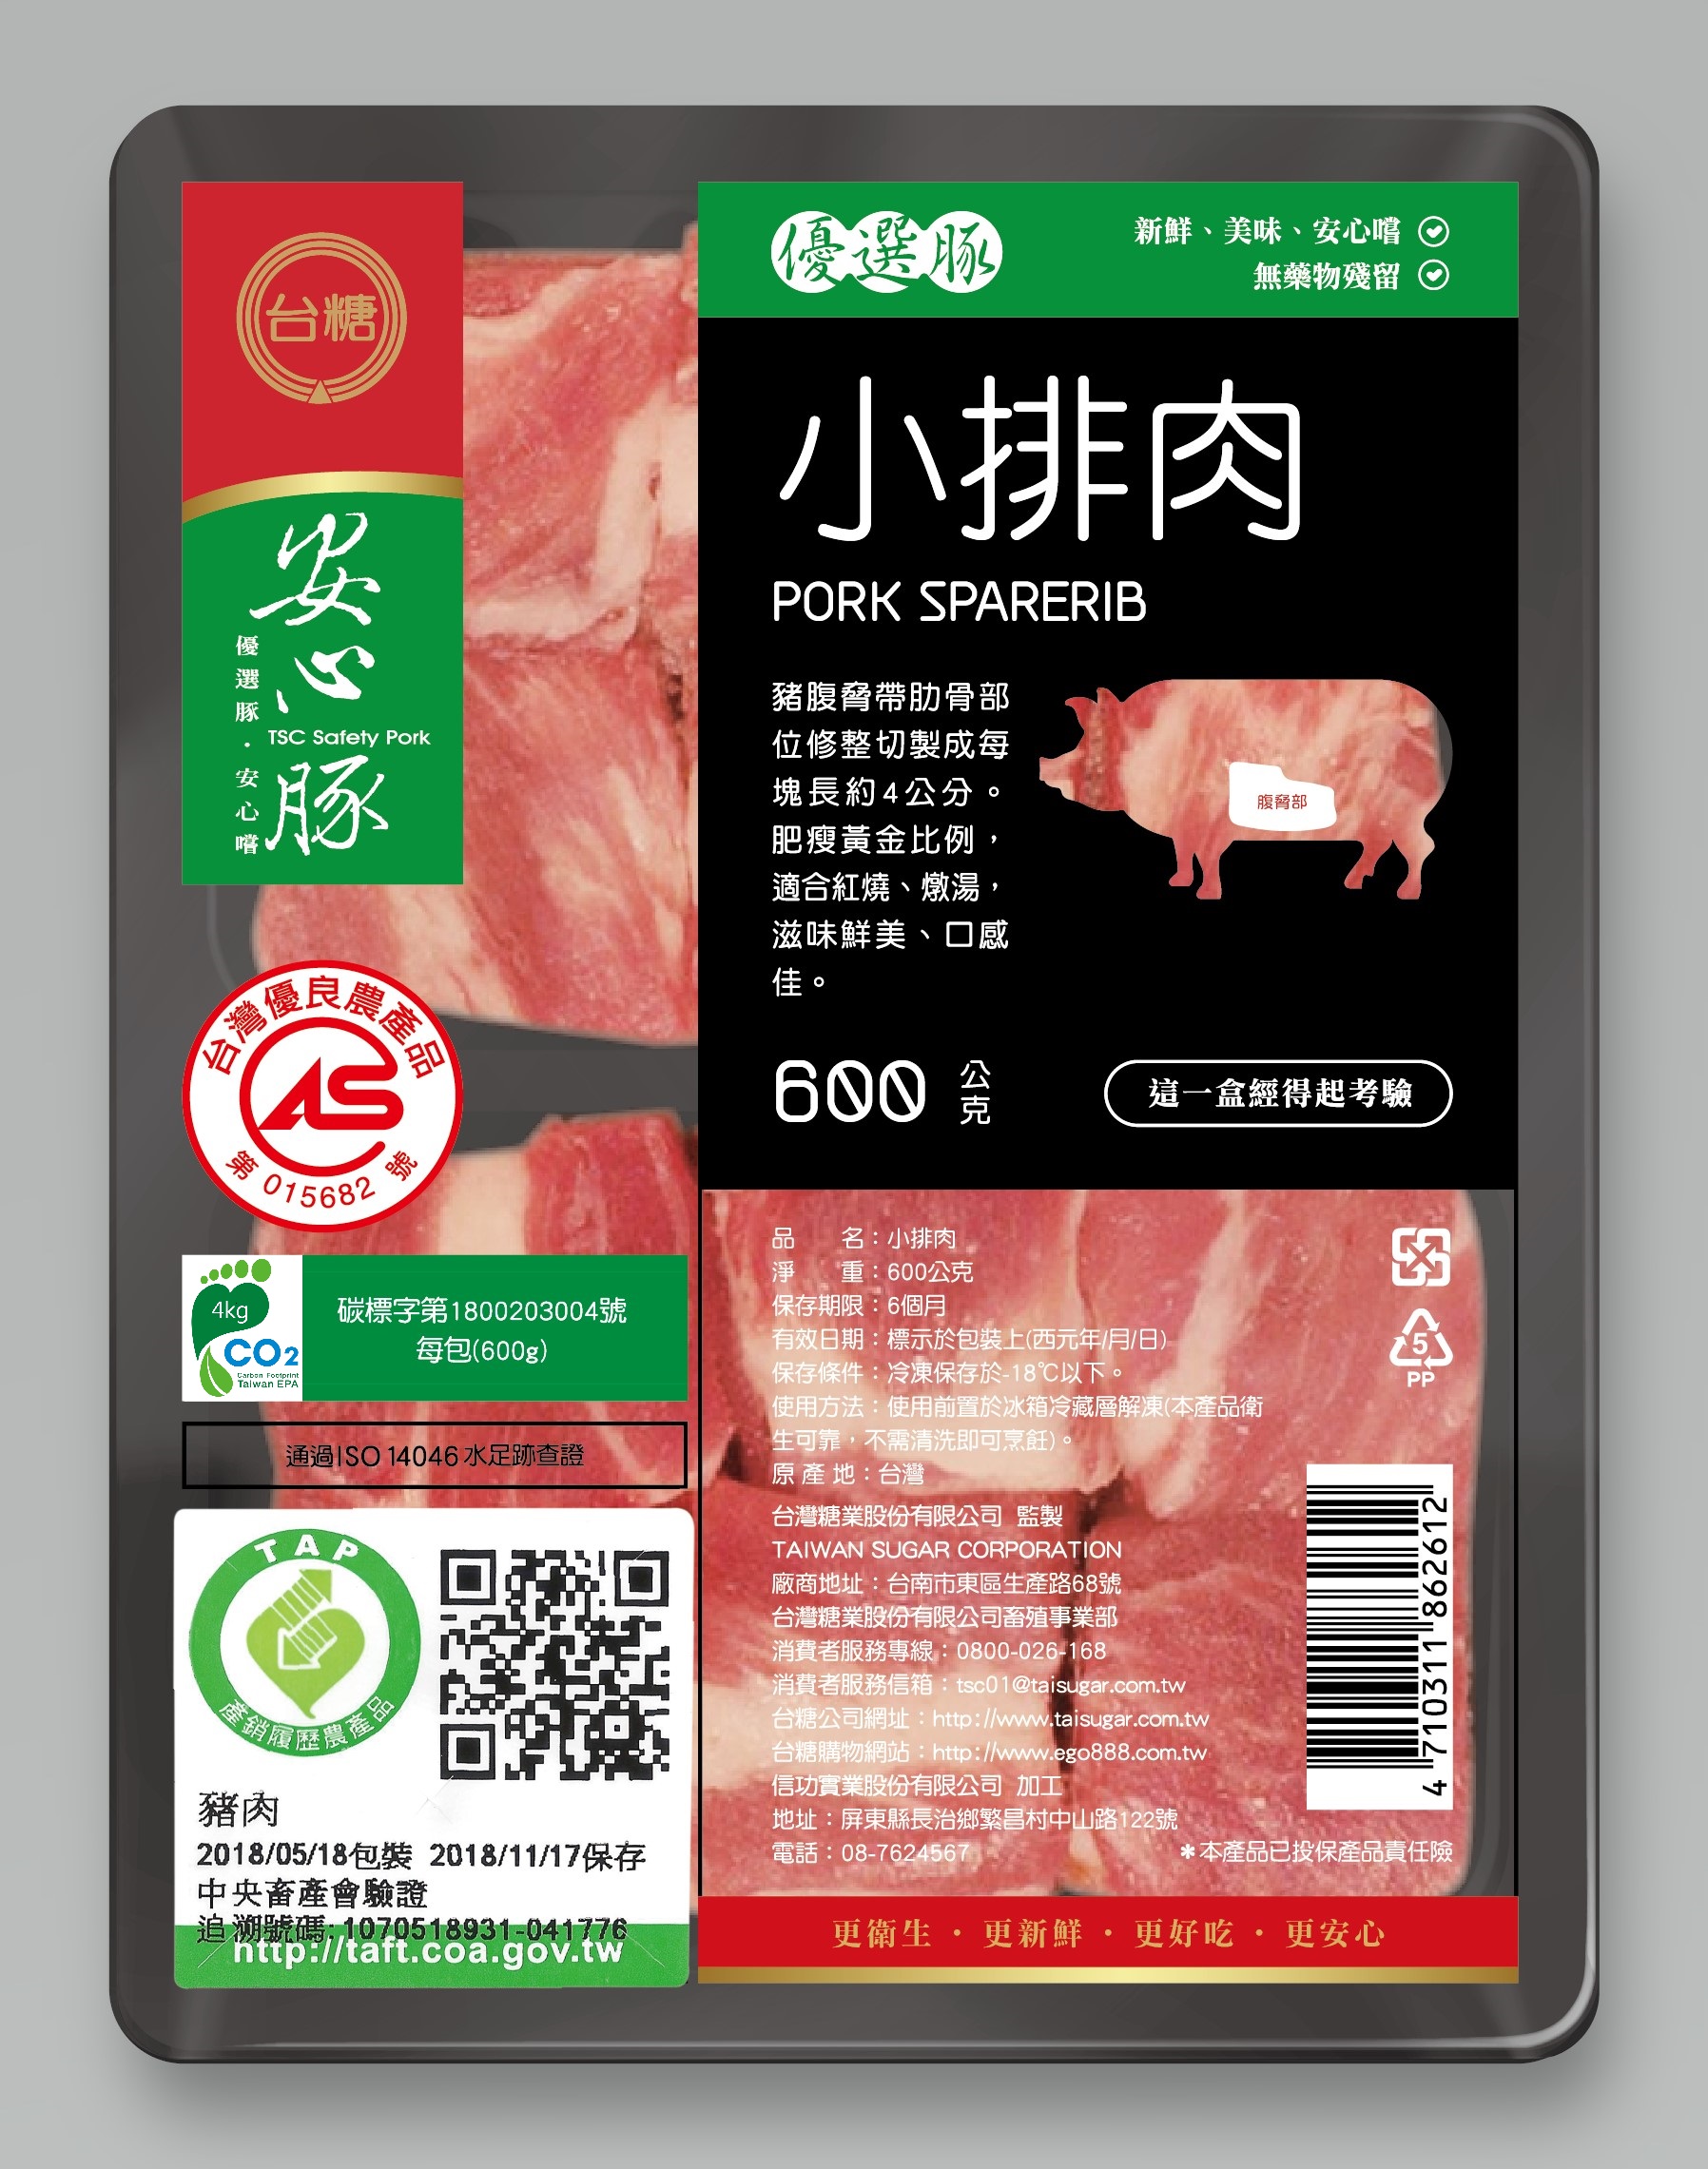 台糖
安心豚
TSC Safety Pork
優選豚・安心嚐
台灣優良農產品
CAS
第 015682 號
4kg
CO2
Carbon Footprint
Taiwan EPA
碳標字第1800203004號
每包(600g)
通過ISO 14046 水足跡查證
TAP
產銷履歷農產品
豬肉
2018/05/18包裝 2018/11/17保存
中央畜產會驗證
追溯號碼:1070518931-041776
http://taft.coa.gov.tw
優選豚
新鮮、美味、安心嚐
無藥物殘留
小排肉
PORK SPARERIB
豬腹脅帶肋骨部
位修整切製成每
塊長約4公分。
肥瘦黃金比例，
適合紅燒、燉湯，
滋味鮮美、口感
佳。
腹脅部
600 公克
這一盒經得起考驗
品　　名：小排肉
淨　　重：600公克
保存期限：6個月
有效日期：標示於包裝上(西元年/月/日)
保存條件：冷凍保存於-18℃以下。
使用方法：使用前置於冰箱冷藏層解凍(本產品衛
生可靠，不需清洗即可烹飪)。
原 產 地：台灣
台灣糖業股份有限公司 監製
TAIWAN SUGAR CORPORATION
廠商地址：台南市東區生產路68號
台灣糖業股份有限公司畜殖事業部
消費者服務專線：0800-026-168
消費者服務信箱：tsc01@taisugar.com.tw
台糖公司網址：http://www.taisugar.com.tw
台糖購物網站：http://www.ego888.com.tw
信功實業股份有限公司 加工
地址：屏東縣長治鄉繁昌村中山路122號
電話：08-7624567
5
PP
4 710311 862612
＊本產品已投保產品責任險
更衛生・更新鮮・更好吃・更安心